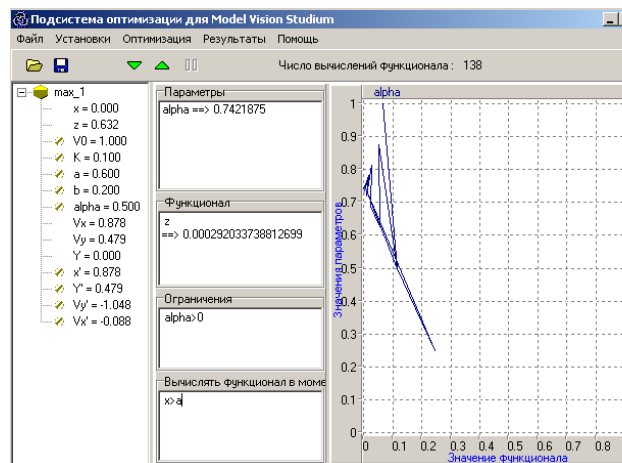 Подсистема оптимизации для Model Vision Studium
Файл Установки Оптимизация Результаты Помощь
Число вычислений функционала : 138
max_1
x = 0.000
z = 0.632
V0 = 1.000
K = 0.100
a = 0.600
b = 0.200
alpha = 0.500
Vx = 0.878
Vy = 0.479
Y = 0.000
x' = 0.878
Y' = 0.479
Vy' = -1.048
Vx' = -0.088
Параметры
alpha ==> 0.7421875
Функционал
z
==> 0.000292033738812699
Ограничения
alpha>0
Вычислять функционал в моме
x>a
alpha
Значения параметров
1
0.9
0.8
0.7
0.6
0.5
0.4
0.3
0.2
0.1
0
0 0.1 0.2 0.3 0.4 0.5 0.6 0.7 0.8
Значение функционала